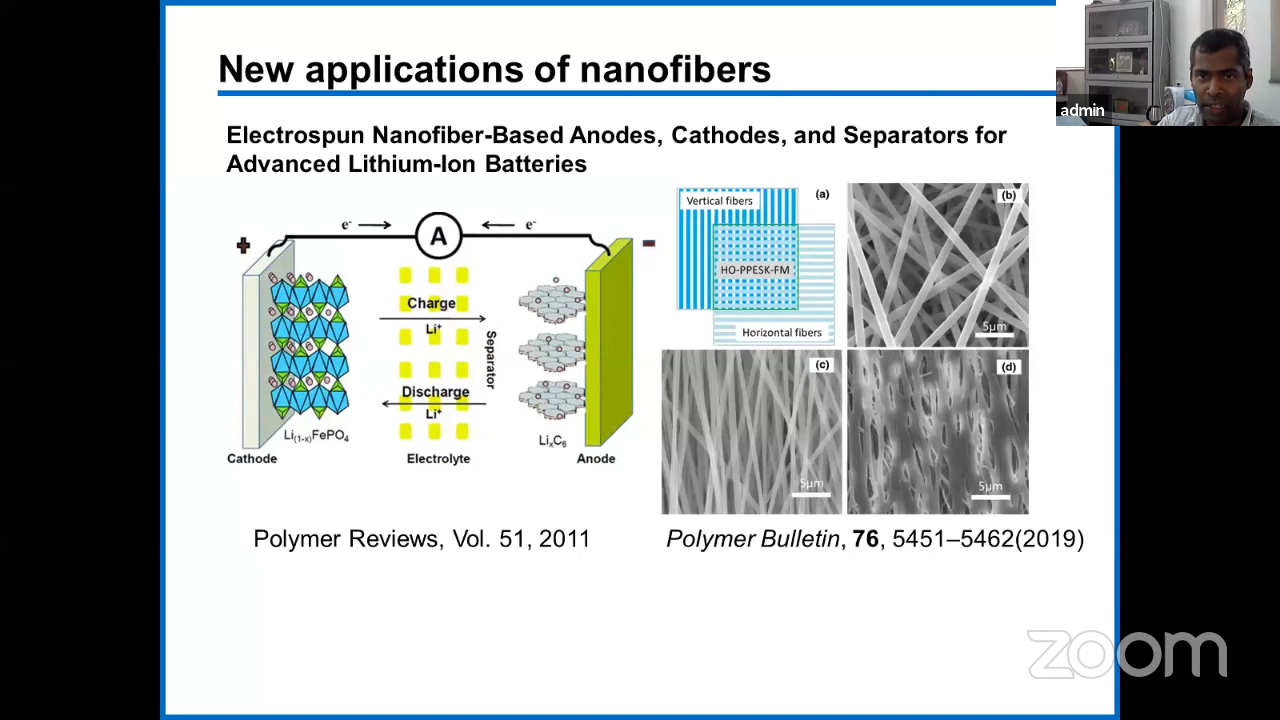 New applications of nanofibers
admin
Electrospun Nanofiber-Based Anodes, Cathodes, and Separators for
Advanced Lithium-Ion Batteries
e⁻
A
e⁻
+
-
Charge
Li⁺
Separator
Discharge
Li⁺
Li(1-x)FePO₄
LiₓC₆
Cathode
Electrolyte
Anode
Vertical fibers
(a)
HO-PPESK-FM
Horizontal fibers
(b)
5μm
(c)
5μm
(d)
5μm
Polymer Reviews, Vol. 51, 2011
Polymer Bulletin, 76, 5451–5462(2019)
zoom